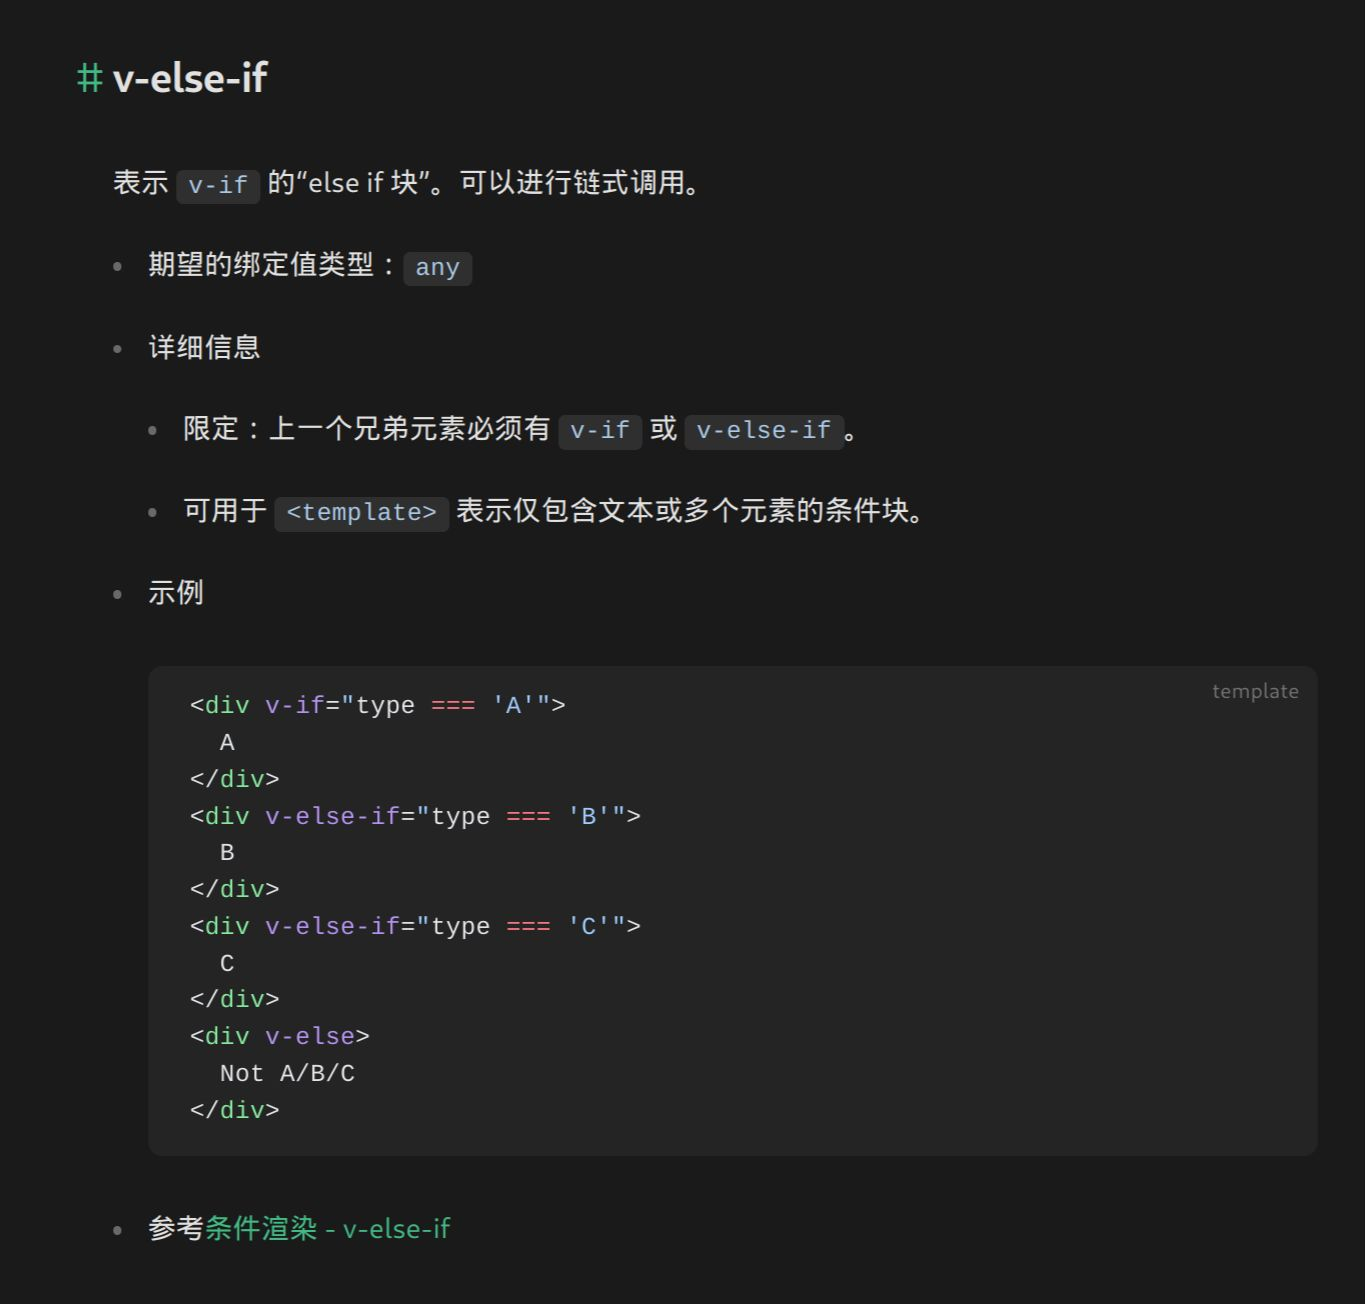 # v-else-if
表示 v-if 的“else if 块”。可以进行链式调用。
期望的绑定值类型：any
详细信息
限定：上一个兄弟元素必须有 v-if 或 v-else-if。
可用于 <template> 表示仅包含文本或多个元素的条件块。
示例
template
<div v-if="type === 'A'">
  A
</div>
<div v-else-if="type === 'B'">
  B
</div>
<div v-else-if="type === 'C'">
  C
</div>
<div v-else>
  Not A/B/C
</div>
参考条件渲染 - v-else-if